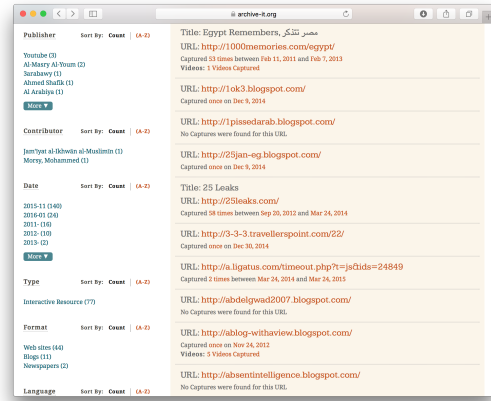 archive-it.org
Publisher Sort By: Count (A-Z)
Youtube (3)
Al-Masry Al-Youm (2)
3arabawy (1)
Ahmed Shafik (1)
Al Arabiya (1)
More ▼
Contributor Sort By: Count (A-Z)
Jam'īyat al-Ikhwān al-Muslimīn (1)
Morsy, Mohammed (1)
Date Sort By: Count (A-Z)
2015-11 (140)
2016-01 (24)
2011- (16)
2012- (10)
2013- (2)
More ▼
Type Sort By: Count (A-Z)
Interactive Resource (77)
Format Sort By: Count (A-Z)
Web sites (44)
Blogs (11)
Newspapers (2)
Language Sort By: Count (A-Z)
Title: Egypt Remembers, مصر تتذكر
URL: http://1000memories.com/egypt/
Captured 53 times between Feb 11, 2011 and Feb 7, 2013
Videos: 1 Videos Captured
URL: http://1ok3.blogspot.com/
Captured once on Dec 9, 2014
URL: http://1pissedarab.blogspot.com/
No Captures were found for this URL
URL: http://25jan-eg.blogspot.com/
Captured once on Dec 9, 2014
Title: 25 Leaks
URL: http://25leaks.com/
Captured 58 times between Sep 20, 2012 and Mar 24, 2014
URL: http://3-3-3.travellerspoint.com/22/
Captured once on Dec 30, 2014
URL: http://a.ligatus.com/timeout.php?t=js&ids=24849
Captured 2 times between Mar 24, 2014 and Mar 24, 2015
URL: http://abdelgwad2007.blogspot.com/
No Captures were found for this URL
URL: http://ablog-withaview.blogspot.com/
Captured once on Nov 24, 2012
Videos: 5 Videos Captured
URL: http://absentintelligence.blogspot.com/
No Captures were found for this URL